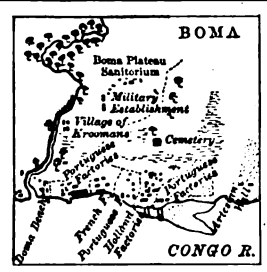 BOMA
Boma Plateau
Sanitorium
Military
Establishment
Village of
Kroomans
Cemetery
Portuguese
Factories
Portuguese
Factories
Boma
French
Portuguese
Holland
Factories
CONGO R.